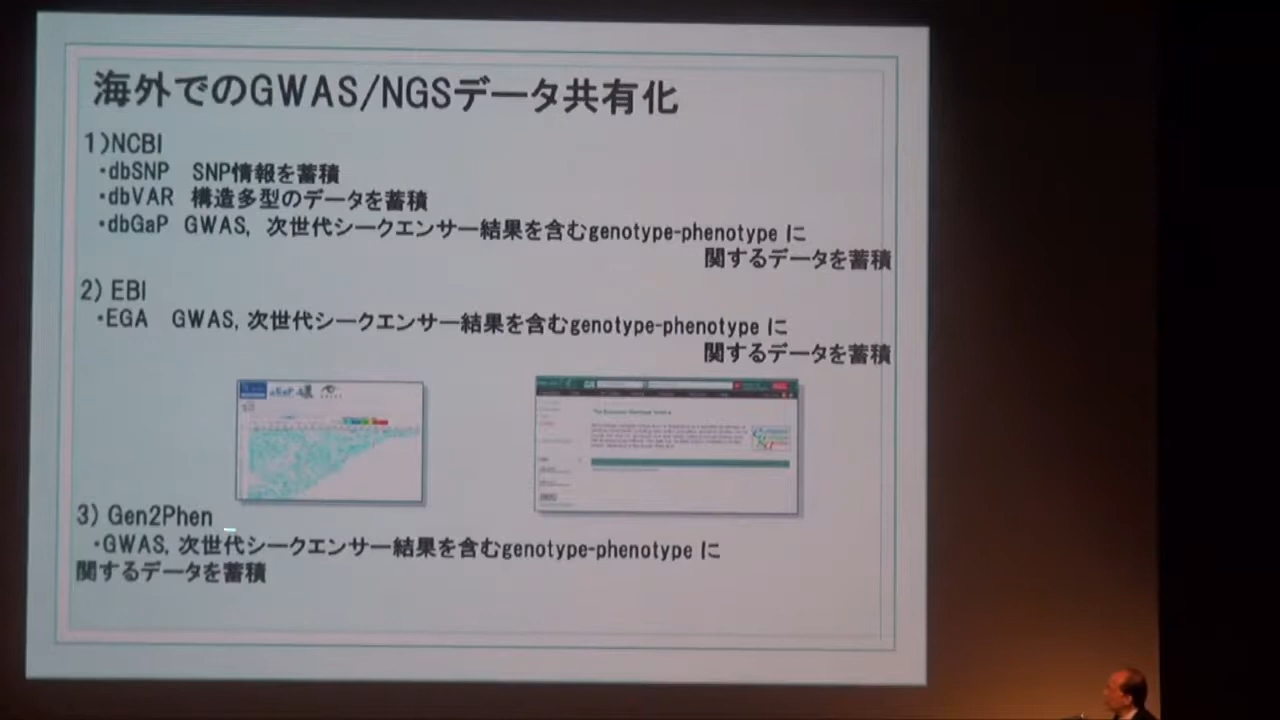 海外でのGWAS/NGSデータ共有化
1)NCBI
・dbSNP　SNP情報を蓄積
・dbVAR　構造多型のデータを蓄積
・dbGaP　GWAS, 次世代シークエンサー結果を含むgenotype-phenotype に
関するデータを蓄積
2) EBI
・EGA　GWAS, 次世代シークエンサー結果を含むgenotype-phenotype に
関するデータを蓄積
3) Gen2Phen
・GWAS, 次世代シークエンサー結果を含むgenotype-phenotype に
関するデータを蓄積